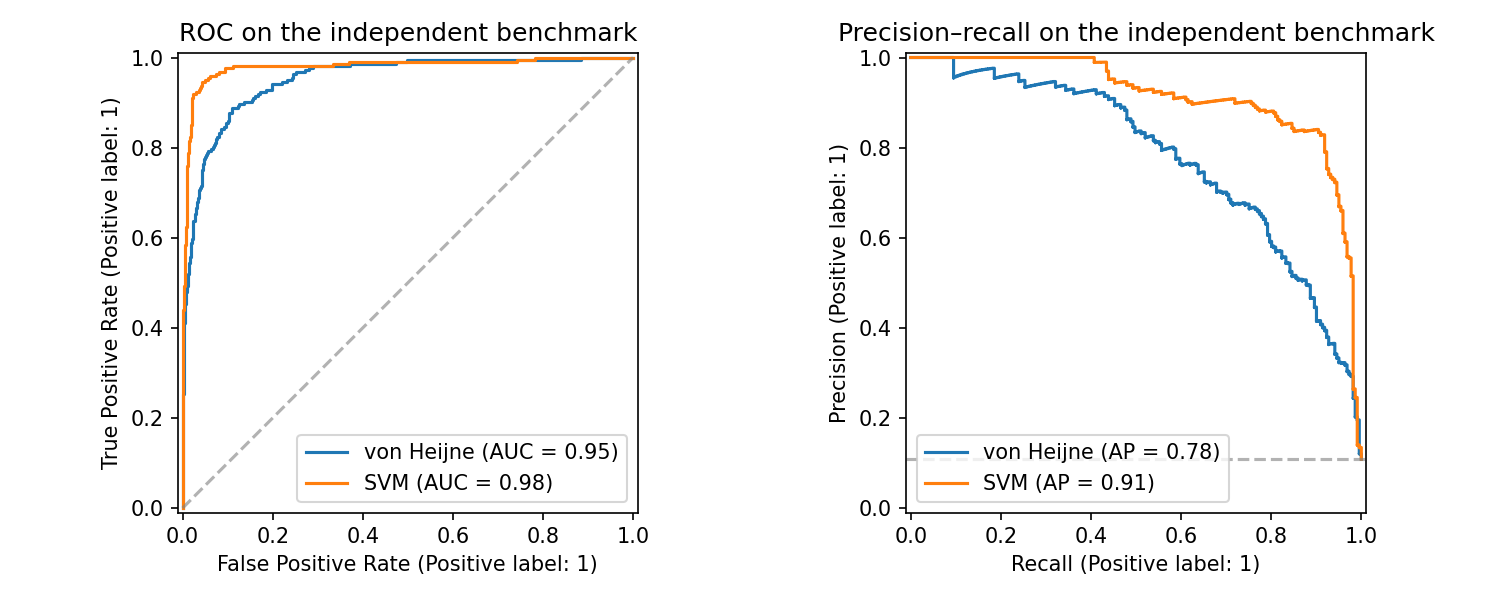 ROC on the independent benchmark
1.0
0.8
0.6
0.4
0.2
0.0
True Positive Rate (Positive label: 1)
von Heijne (AUC = 0.95)
SVM (AUC = 0.98)
0.0 0.2 0.4 0.6 0.8 1.0
False Positive Rate (Positive label: 1)
Precision–recall on the independent benchmark
1.0
0.8
0.6
0.4
0.2
0.0
Precision (Positive label: 1)
von Heijne (AP = 0.78)
SVM (AP = 0.91)
0.0 0.2 0.4 0.6 0.8 1.0
Recall (Positive label: 1)